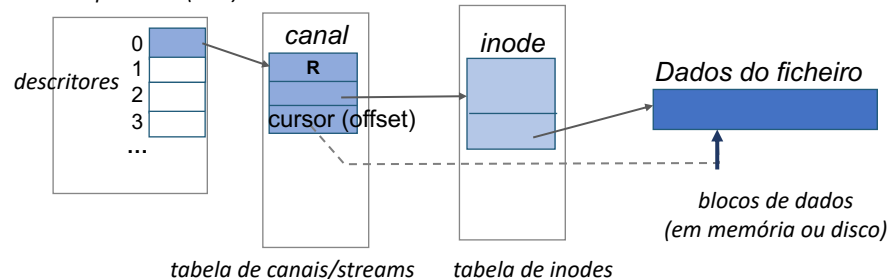 canal
inode
0
descritores
1
2
3
...
R
cursor (offset)
Dados do ficheiro
blocos de dados
(em memória ou disco)
tabela de canais/streams
tabela de inodes